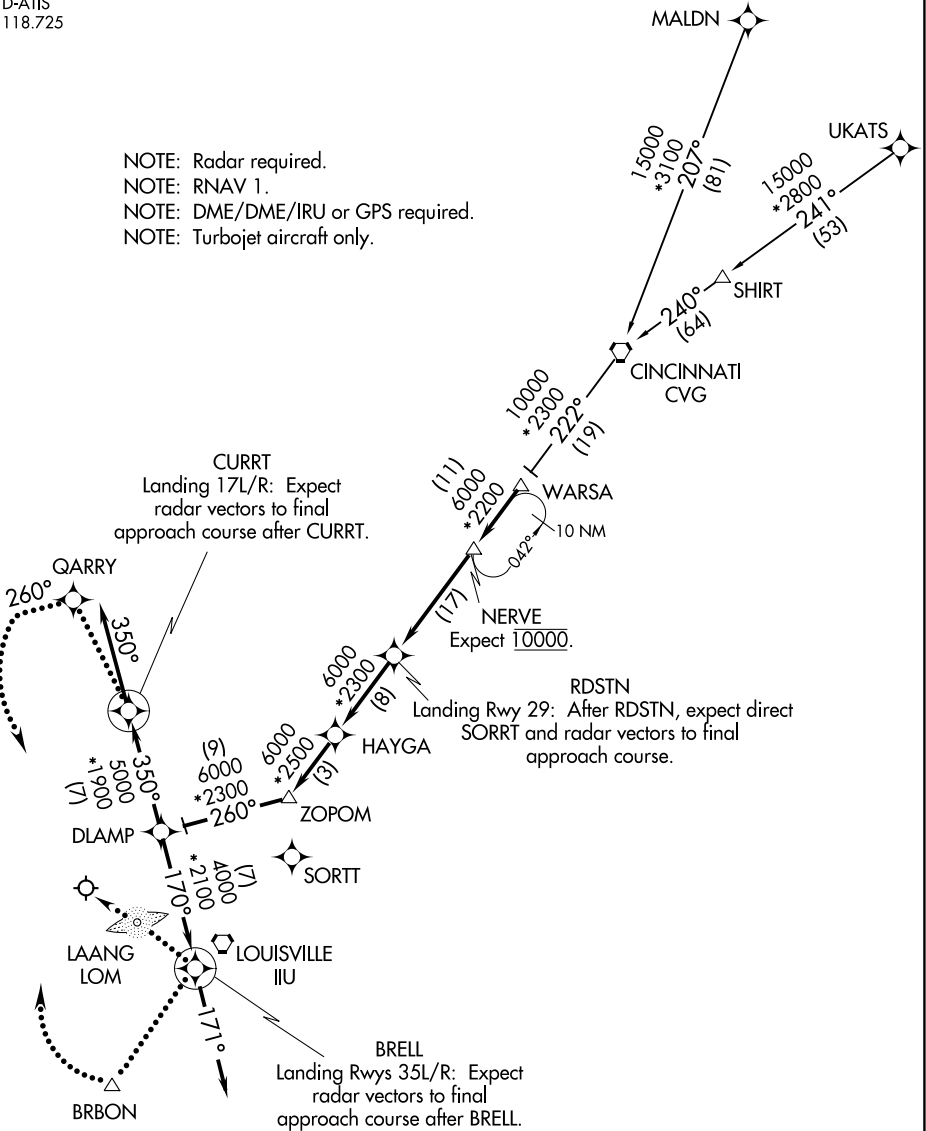 D-ATIS
118.725
MALDN
UKATS
NOTE: Radar required.
NOTE: RNAV 1.
NOTE: DME/DME/IRU or GPS required.
NOTE: Turbojet aircraft only.
15000
*3100
207°
(81)
15000
*2800
241°
(53)
SHIRT
240°
(64)
CINCINNATI
CVG
10000
*2300
222°
(19)
WARSA
(11)
6000
*2200
10 NM
042°
NERVE
Expect 10000.
(17)
CURRT
Landing 17L/R: Expect
radar vectors to final
approach course after CURRT.
QARRY
260°
350°
RDSTN
Landing Rwy 29: After RDSTN, expect direct
SORRT and radar vectors to final
approach course.
6000
*2300
(8)
HAYGA
6000
*2500
(3)
ZOPOM
(9)
6000
*2300
260°
350°
5000
*1900
(7)
DLAMP
SORTT
(7)
4000
*2100
170°
LAANG
LOM
LOUISVILLE
IIU
171°
BRELL
Landing Rwys 35L/R: Expect
radar vectors to final
approach course after BRELL.
BRBON